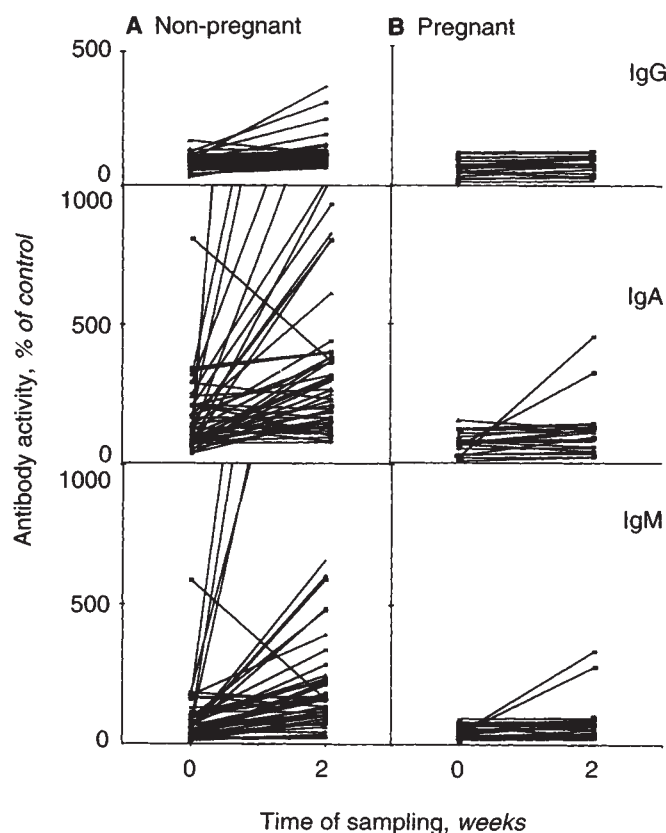 A Non-pregnant B Pregnant
500
IgG
0
1000
IgA
500
0
1000
IgM
500
0
0 2 0 2
Antibody activity, % of control
Time of sampling, weeks